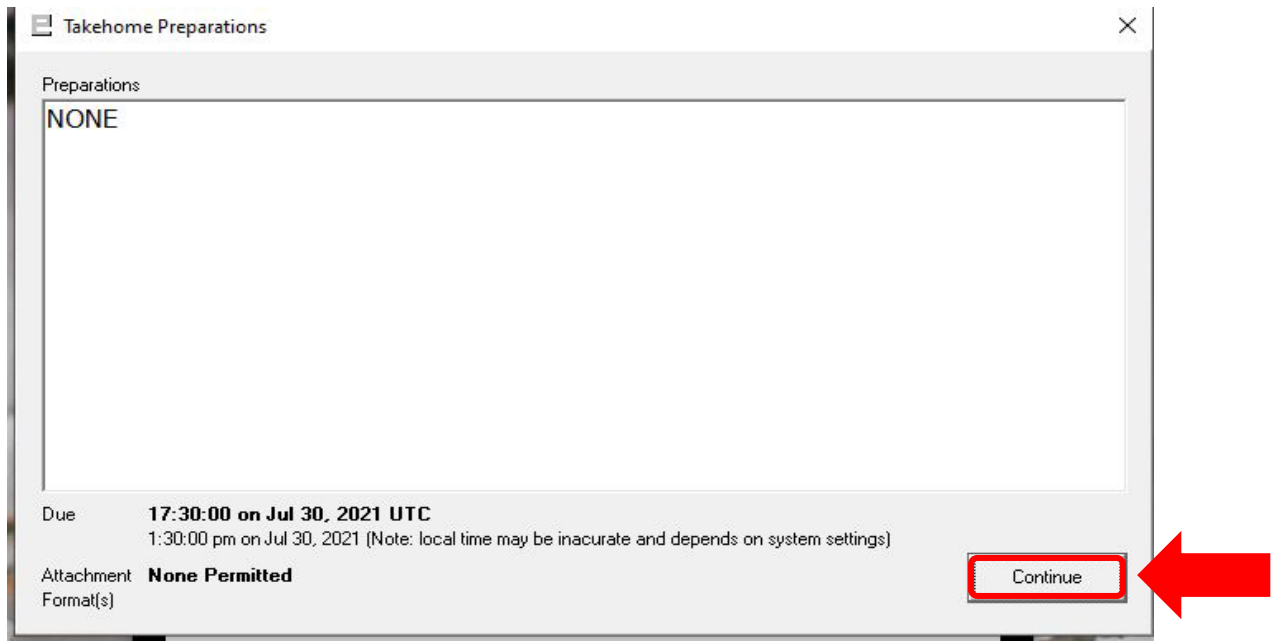 Takehome Preparations
Preparations
NONE
Due 17:30:00 on Jul 30, 2021 UTC
1:30:00 pm on Jul 30, 2021 (Note: local time may be inacurate and depends on system settings)
Attachment None Permitted
Format(s)
Continue